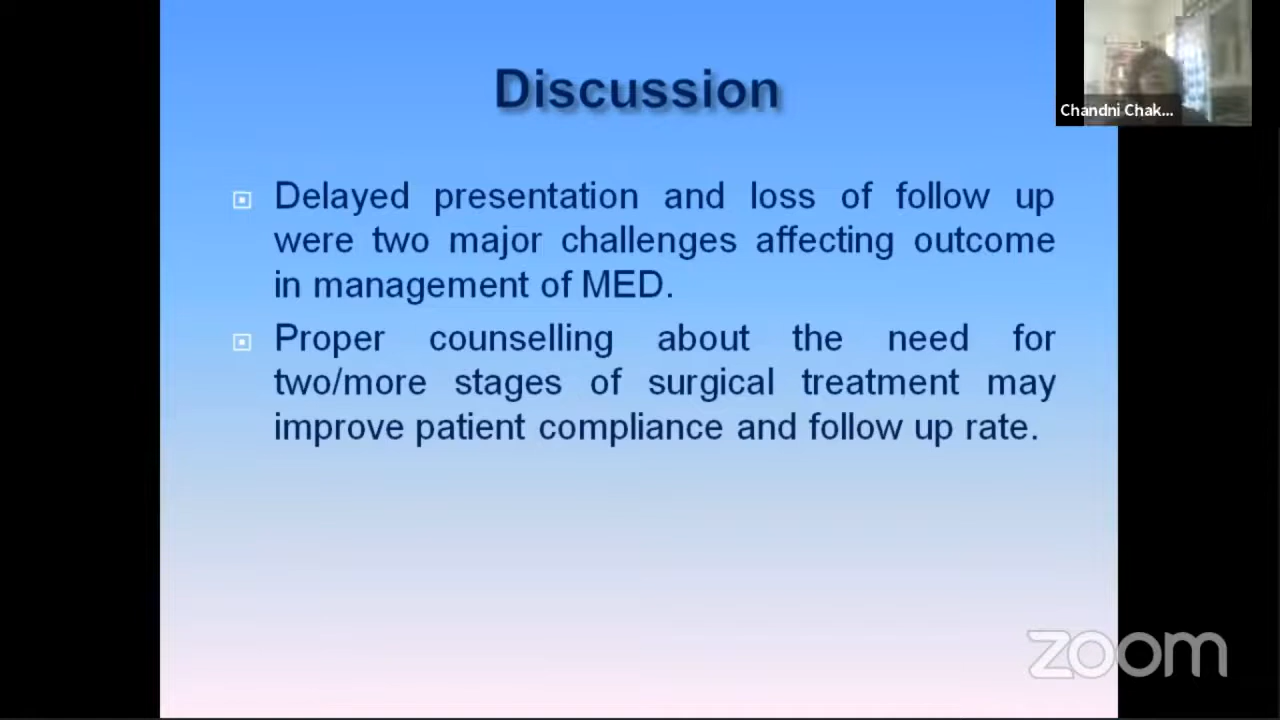 Discussion
Chandni Chak...
Delayed presentation and loss of follow up
were two major challenges affecting outcome
in management of MED.
Proper counselling about the need for
two/more stages of surgical treatment may
improve patient compliance and follow up rate.
zoom